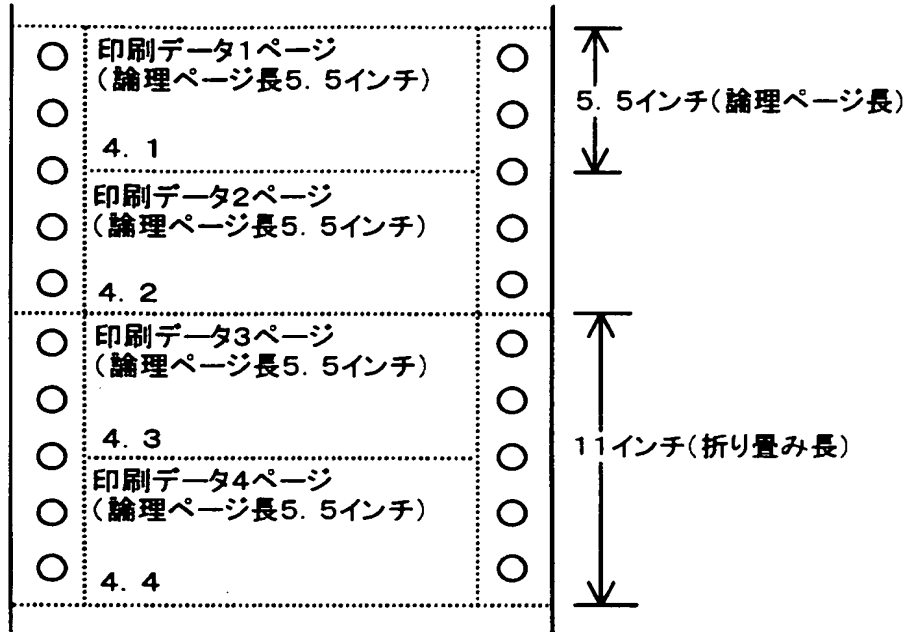 印刷データ1ページ
(論理ページ長5．5インチ)
4．1
5．5インチ(論理ページ長)
印刷データ2ページ
(論理ページ長5．5インチ)
4．2
印刷データ3ページ
(論理ページ長5．5インチ)
4．3
11インチ(折り畳み長)
印刷データ4ページ
(論理ページ長5．5インチ)
4．4